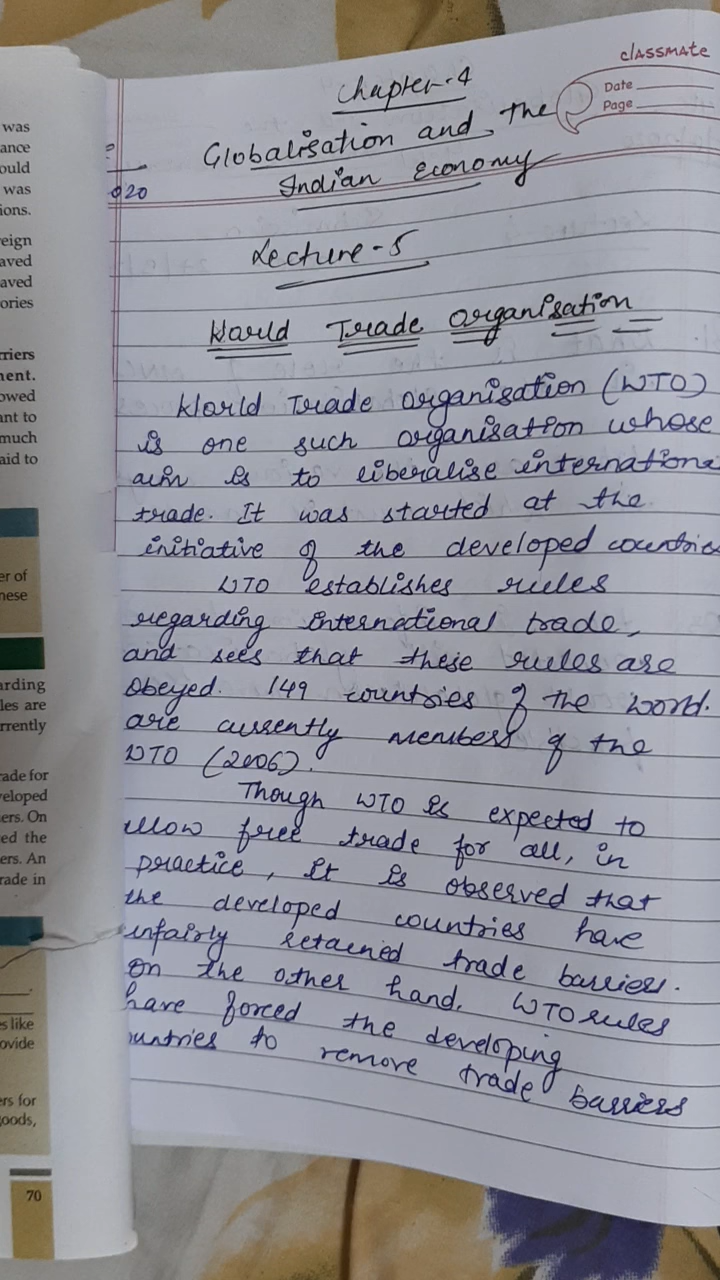 was
ance
ould
was
ions.
reign
aved
aved
ories
rriers
nent.
owed
ant to
much
aid to
er of
nese
arding
les are
rrently
ade for
veloped
ers. On
ed the
ers. An
rade in
s like
ovide
ers for
goods,
70
classmate
Date
Page
020
Chapter-4
Globalisation and the
Indian Economy
Lecture-5
World Trade Organisation
World Trade Organisation (WTO)
is one such organisation whose
aim is to liberalise internationa
trade. It was started at the
initiative of the developed countrie
WTO establishes rules
regarding international trade,
and sees that these rules are
obeyed. 149 countries of the world.
are currently members of the
WTO (2006).
Though WTO is expected to
allow free trade for all, in
practice, it is observed that
the developed countries have
unfairly retained trade barriers.
On the other hand, WTO rules
have forced the developing
ountries to remove trade barriers